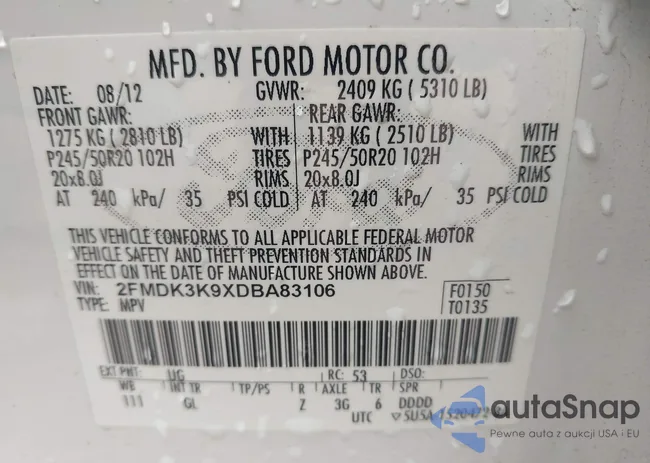 MFD. BY FORD MOTOR CO.
DATE: 08/12 GVWR: 2409 KG ( 5310 LB)
FRONT GAWR: REAR GAWR:
1275 KG ( 2810 LB) WITH 1139 KG ( 2510 LB) WITH
P245/50R20 102H TIRES P245/50R20 102H TIRES
20x8.0J RIMS 20x8.0J RIMS
AT 240 kPa/ 35 PSI COLD AT 240 kPa/ 35 PSI COLD
THIS VEHICLE CONFORMS TO ALL APPLICABLE FEDERAL MOTOR
VEHICLE SAFETY AND THEFT PREVENTION STANDARDS IN
EFFECT ON THE DATE OF MANUFACTURE SHOWN ABOVE.
VIN: 2FMDK3K9XDBA83106 F0150
TYPE: MPV T0135
EXT PNT: UG RC: 53 DSO:
WB INT TR TP/PS R AXLE TR SPR
111 GL Z 3G 6 DDDD
UTC ▽SUSA
autaSnap
Pewne auta z aukcji USA i EU